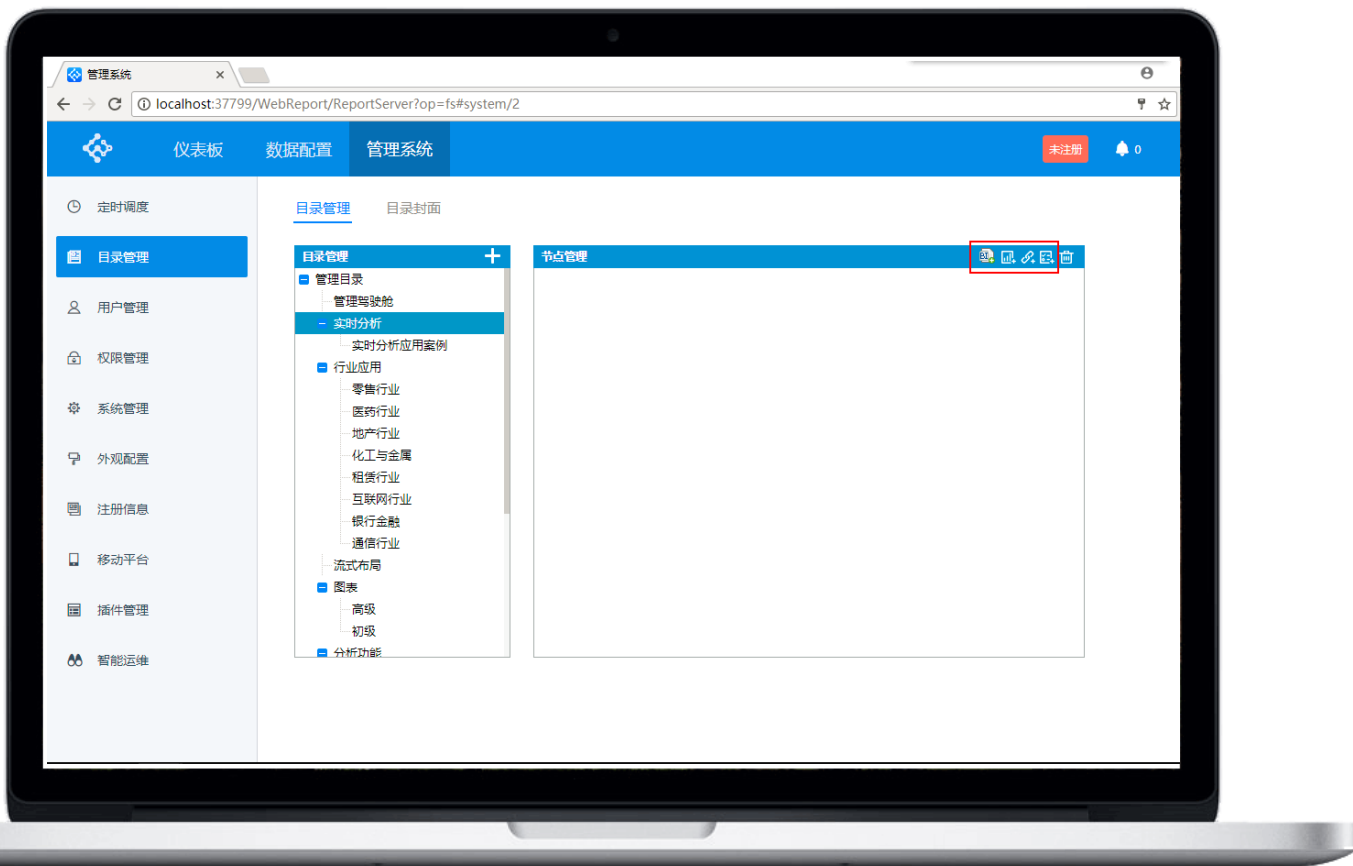 管理系统
localhost:37799/WebReport/ReportServer?op=fs#system/2
仪表板 数据配置 管理系统 未注册 0
定时调度
目录管理
用户管理
权限管理
系统管理
外观配置
注册信息
移动平台
插件管理
智能运维
目录管理 目录封面
目录管理
管理目录
管理驾驶舱
实时分析
实时分析应用案例
行业应用
零售行业
医药行业
地产行业
化工与金属
租赁行业
互联网行业
银行金融
通信行业
流式布局
图表
高级
初级
分析功能
节点管理